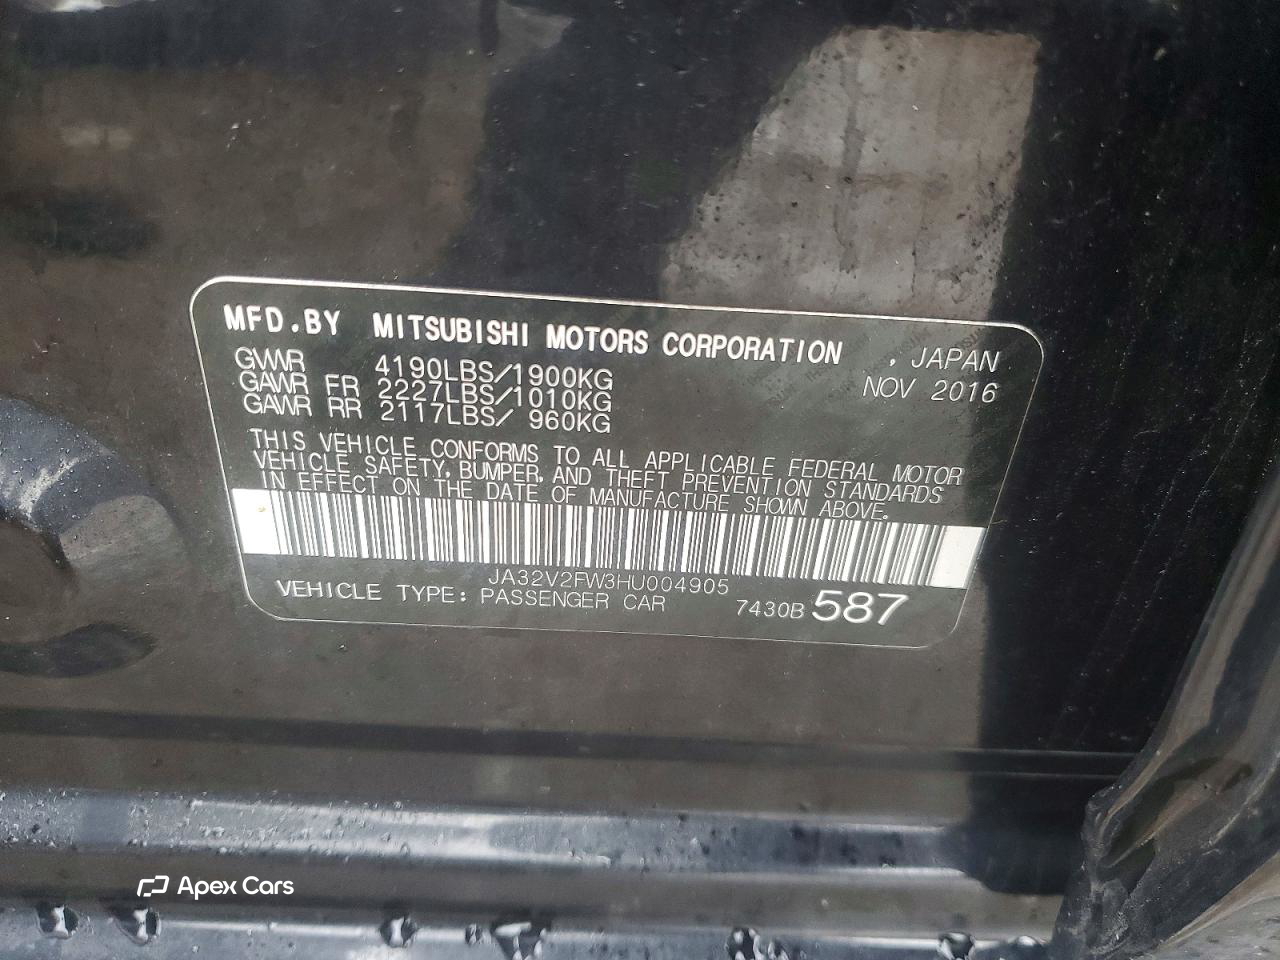 MFD.BY MITSUBISHI MOTORS CORPORATION , JAPAN
GVWR 4190LBS/1900KG NOV 2016
GAWR FR 2227LBS/1010KG
GAWR RR 2117LBS/ 960KG
THIS VEHICLE CONFORMS TO ALL APPLICABLE FEDERAL MOTOR
VEHICLE SAFETY, BUMPER, AND THEFT PREVENTION STANDARDS
IN EFFECT ON THE DATE OF MANUFACTURE SHOWN ABOVE.
JA32V2FW3HU004905
VEHICLE TYPE: PASSENGER CAR 7430B 587
Apex Cars